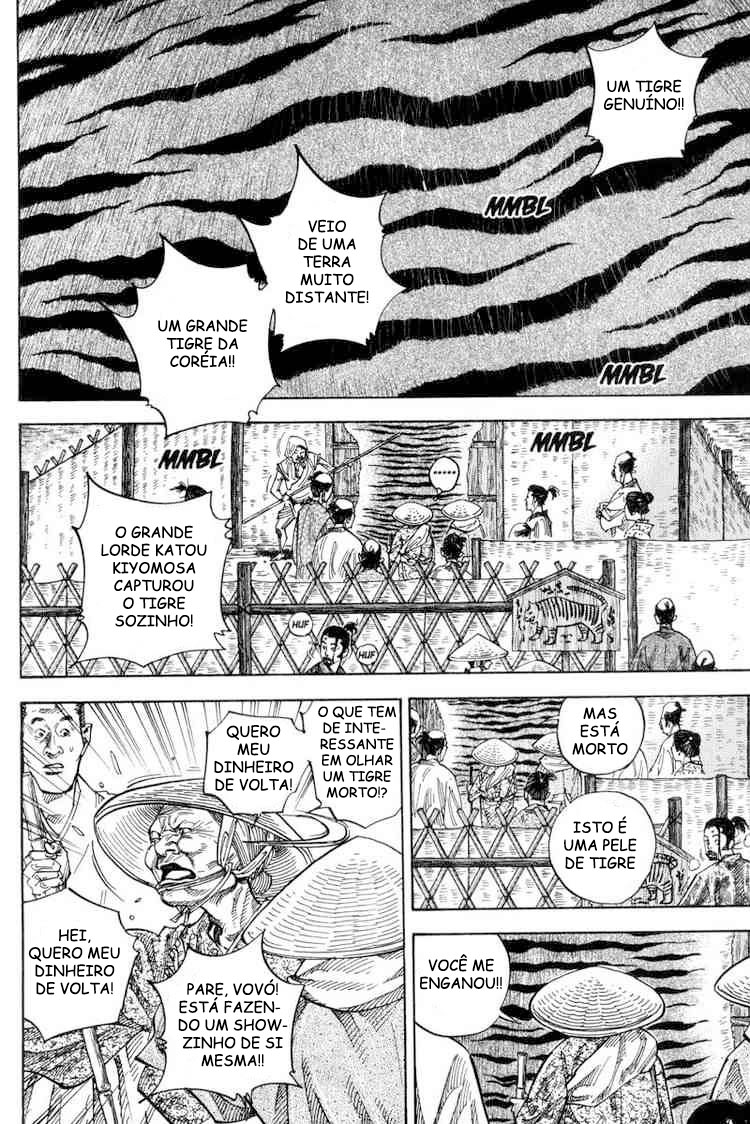 UM TIGRE
GENUÍNO!!
MMBL
VEIO
DE UMA
TERRA
MUITO
DISTANTE!
UM GRANDE
TIGRE DA
CORÉIA!!
MMBL
MMBL
MMBL
......
O GRANDE
LORDE KATOU
KIYOMOSA
CAPTUROU
O TIGRE
SOZINHO!
HUF
HUF
MAS
ESTÁ
MORTO
ISTO É
UMA PELE
DE TIGRE
O QUE TEM
DE INTE-
RESSANTE
EM OLHAR
UM TIGRE
MORTO!?
QUERO
MEU
DINHEIRO
DE VOLTA!
HEI,
QUERO MEU
DINHEIRO
DE VOLTA!
PARE, VOVÓ!
ESTÁ FAZEN-
DO UM SHOW-
ZINHO DE SI
MESMA!!
VOCÊ ME
ENGANOU!!